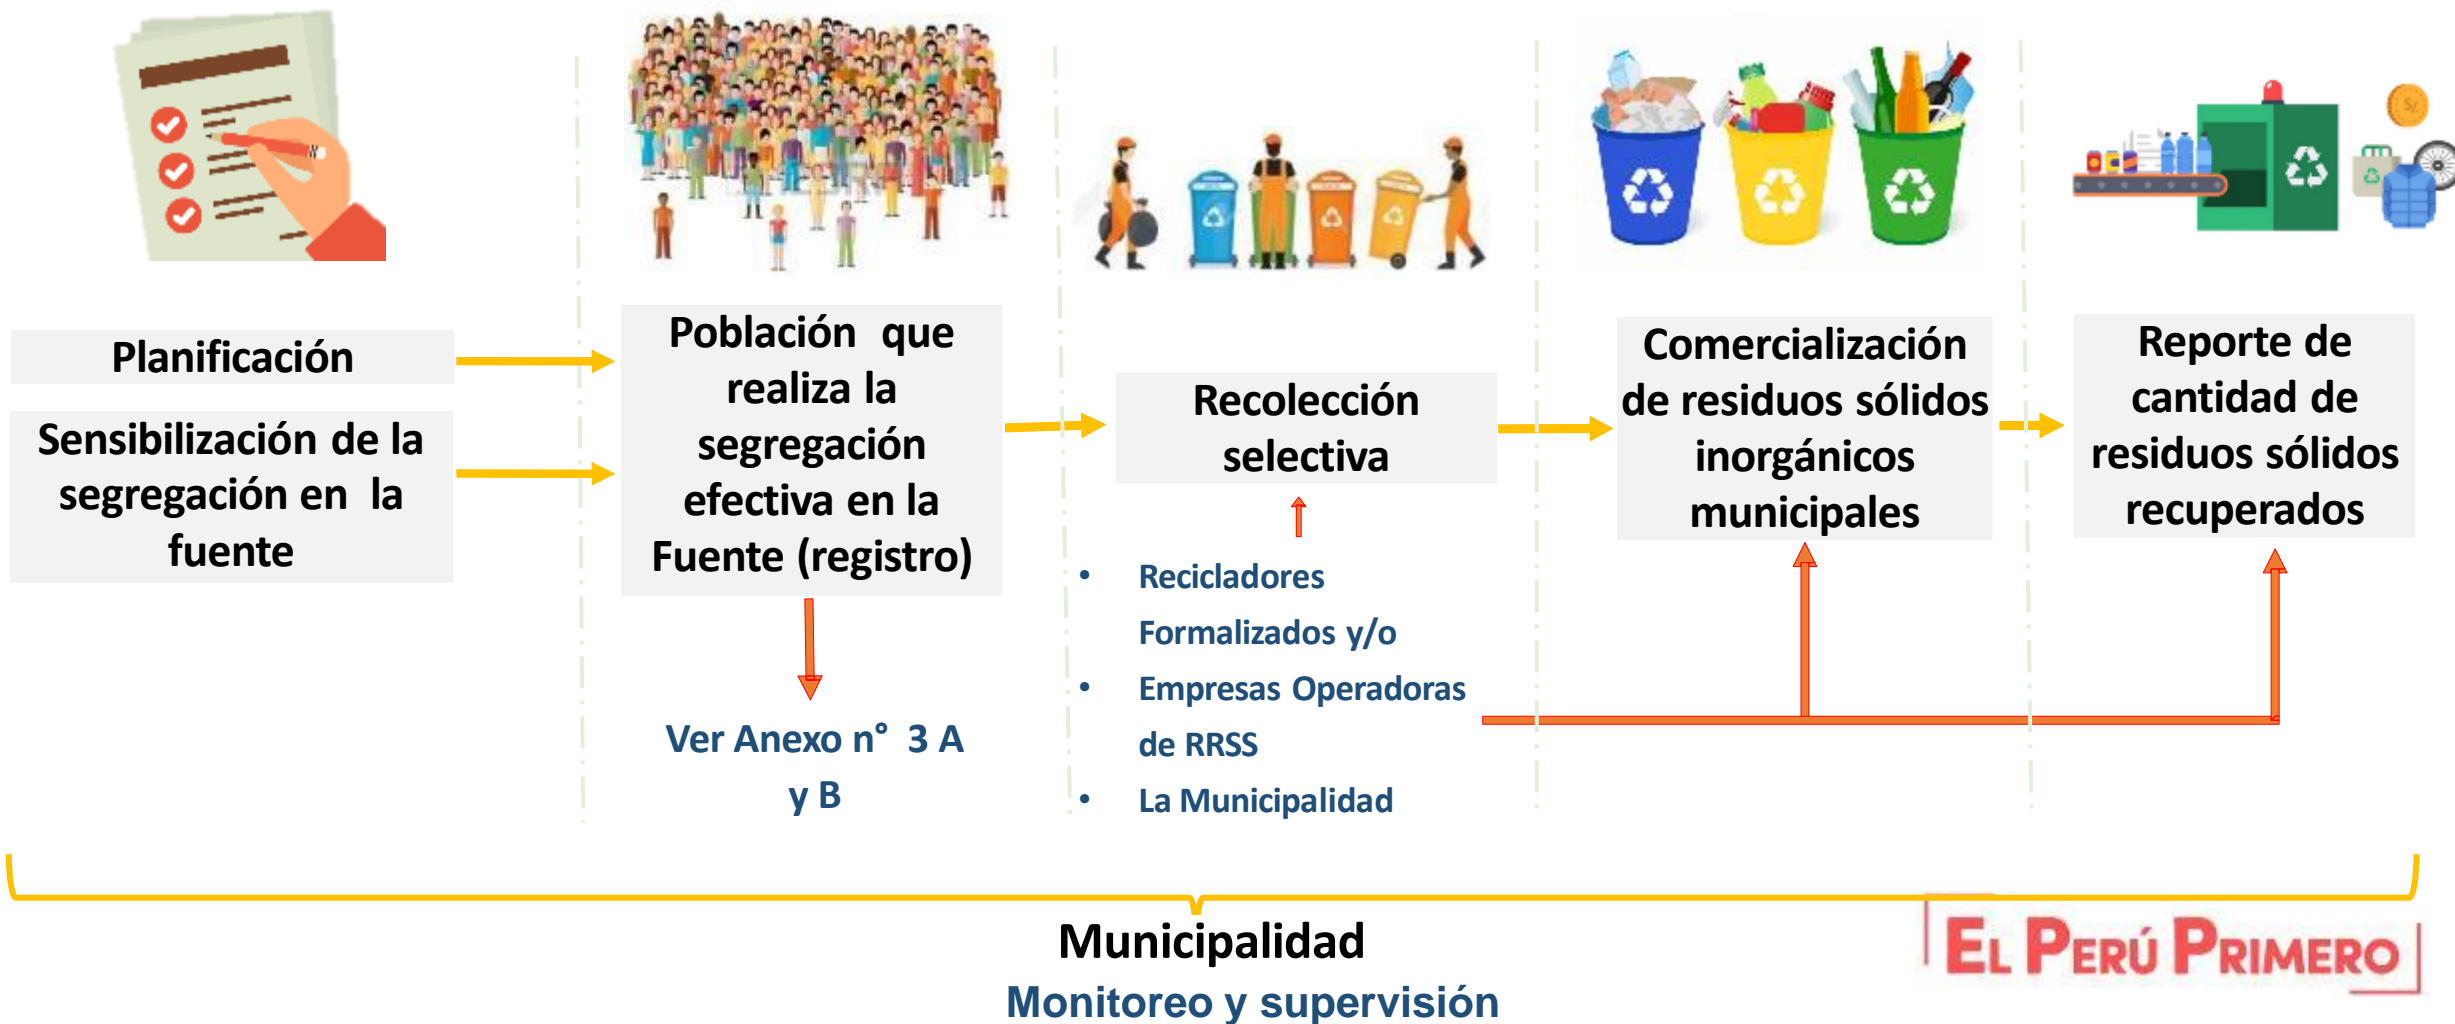 Planificación
Sensibilización de la
segregación en la
fuente
Población que
realiza la
segregación
efectiva en la
Fuente (registro)
Ver Anexo n° 3 A
y B
Recolección
selectiva
• Recicladores
Formalizados y/o
• Empresas Operadoras
de RRSS
• La Municipalidad
Comercialización
de residuos sólidos
inorgánicos
municipales
S/
Reporte de
cantidad de
residuos sólidos
recuperados
Municipalidad
Monitoreo y supervisión
EL PERÚ PRIMERO